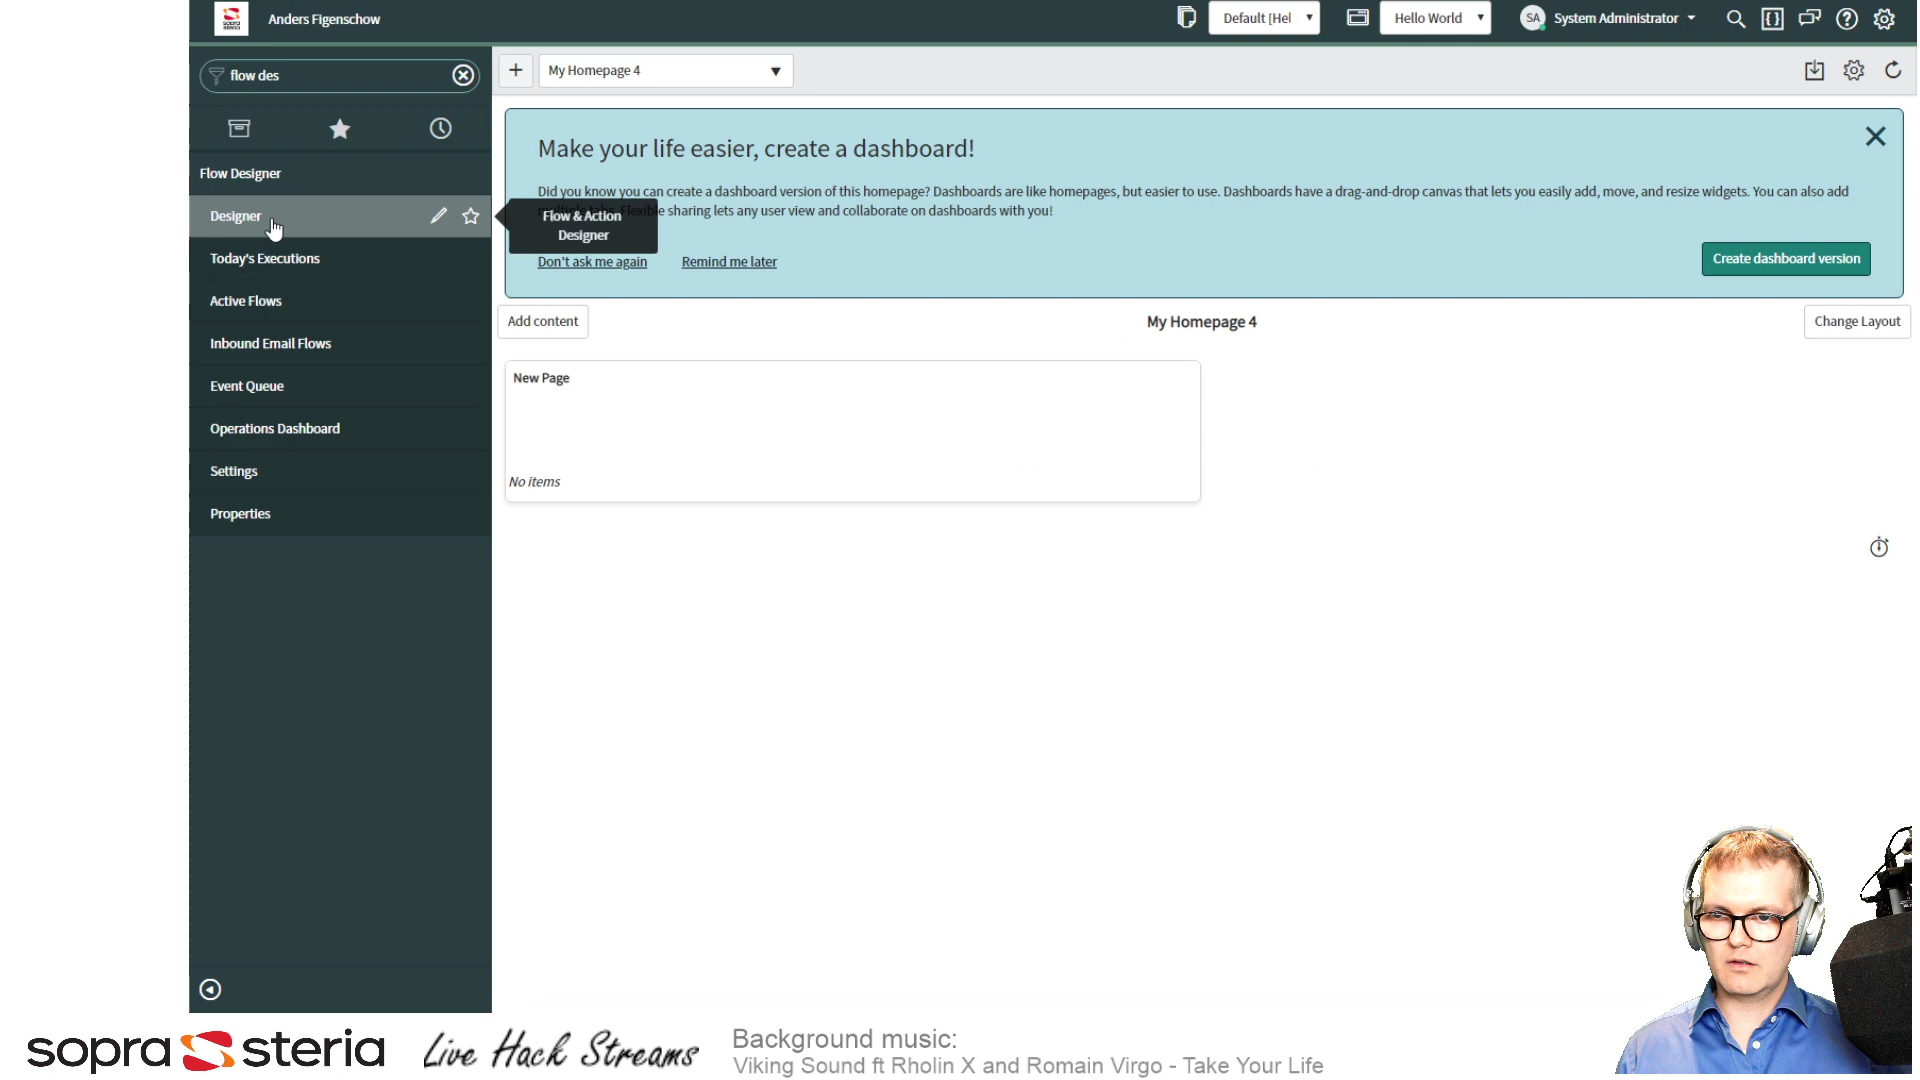 sopra steria
Anders Figenschow
Default [Hel
Hello World
SA
System Administrator
flow des
My Homepage 4
Flow Designer
Designer
Today's Executions
Active Flows
Inbound Email Flows
Event Queue
Operations Dashboard
Settings
Properties
Flow & Action
Designer
Make your life easier, create a dashboard!
Did you know you can create a dashboard version of this homepage? Dashboards are like homepages, but easier to use. Dashboards have a drag-and-drop canvas that lets you easily add, move, and resize widgets. You can also add
sharing lets any user view and collaborate on dashboards with you!
Don't ask me again
Remind me later
Create dashboard version
Add content
My Homepage 4
Change Layout
New Page
No items
sopra steria
Live Hack Streams
Background music:
Viking Sound ft Rholin X and Romain Virgo - Take Your Life